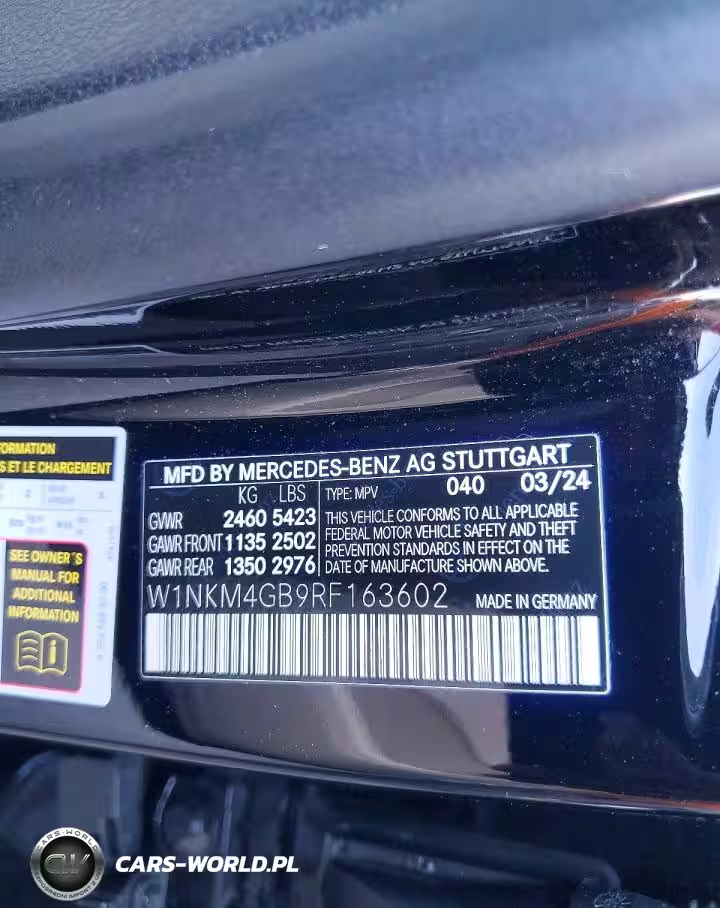 FORMATION
S ET LE CHARGEMENT
SEE OWNER´S
MANUAL FOR
ADDITIONAL
INFORMATION
MFD BY MERCEDES-BENZ AG STUTTGART
KG LBS TYPE: MPV 040 03/24
GVWR 2460 5423
GAWR FRONT 1135 2502
GAWR REAR 1350 2976
THIS VEHICLE CONFORMS TO ALL APPLICABLE
FEDERAL MOTOR VEHICLE SAFETY AND THEFT
PREVENTION STANDARDS IN EFFECT ON THE
DATE OF MANUFACTURE SHOWN ABOVE.
W1NKM4GB9RF163602 MADE IN GERMANY
CARS-WORLD
CW
CARS-WORLD.PL